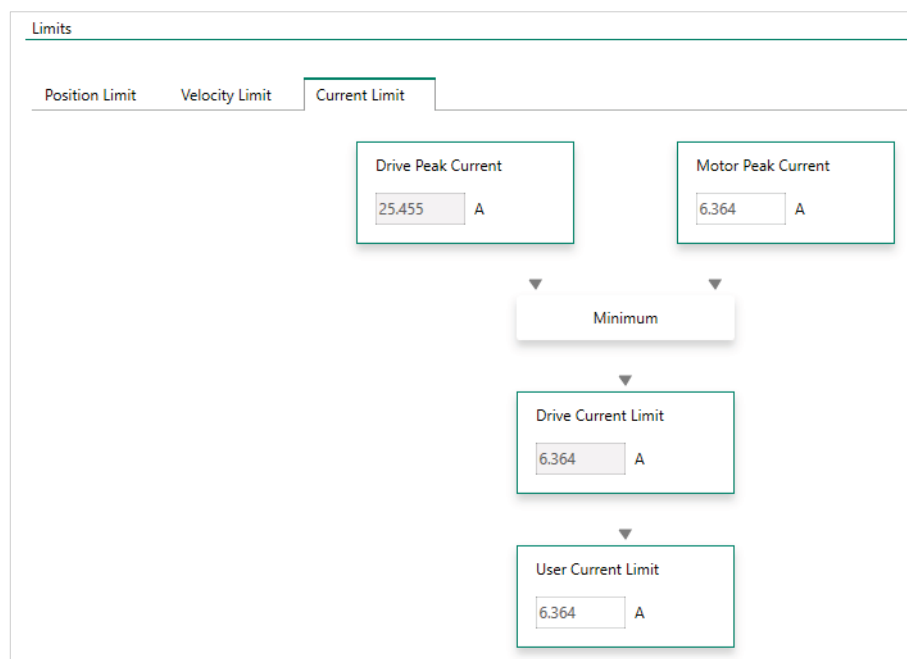 Limits
Position Limit Velocity Limit Current Limit
Drive Peak Current Motor Peak Current
25.455 A 6.364 A
Minimum
Drive Current Limit
6.364 A
User Current Limit
6.364 A